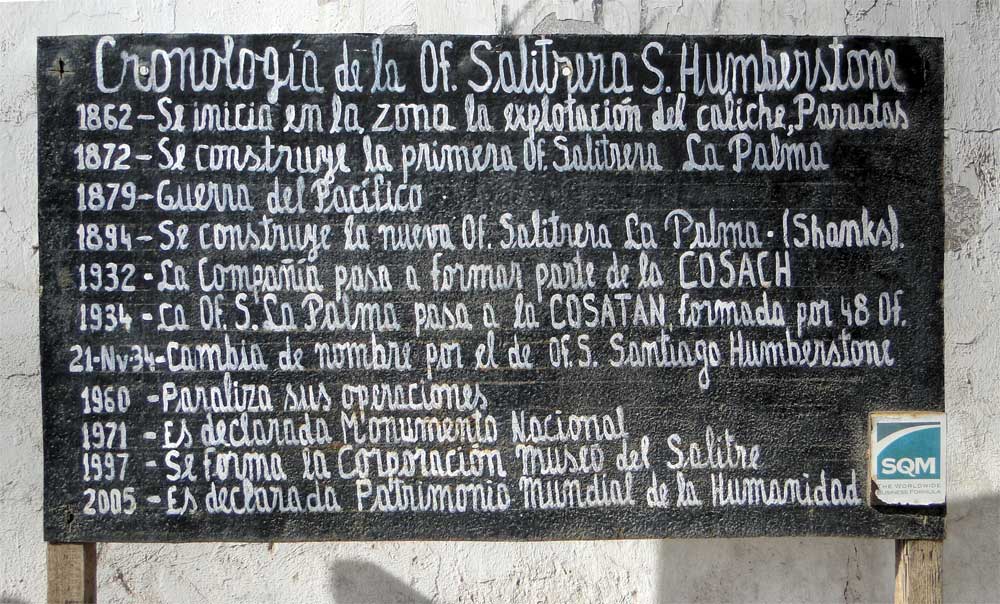 Cronología de la Of. Salitrera S. Humberstone
1862-Se inicia en la zona la explotación del caliche, Paradas
1872-Se construye la primera Of. Salitrera La Palma
1879-Guerra del Pacífico
1894-Se construye la nueva Of. Salitrera La Palma-(Shanks).
1932-La Compañía pasa a formar parte de la COSACH
1934-La Of. S. La Palma pasa a la COSATAN, formada por 48 Of.
21-Nv-34-Cambia de nombre por el de Of. S. Santiago Humberstone
1960-Paraliza sus operaciones
1971-Es declarada Monumento Nacional
1997-Se forma la Corporación Museo del Salitre
2005-Es declarada Patrimonio Mundial de la Humanidad
SQM
THE WORLDWIDE
BUSINESS FORMULA